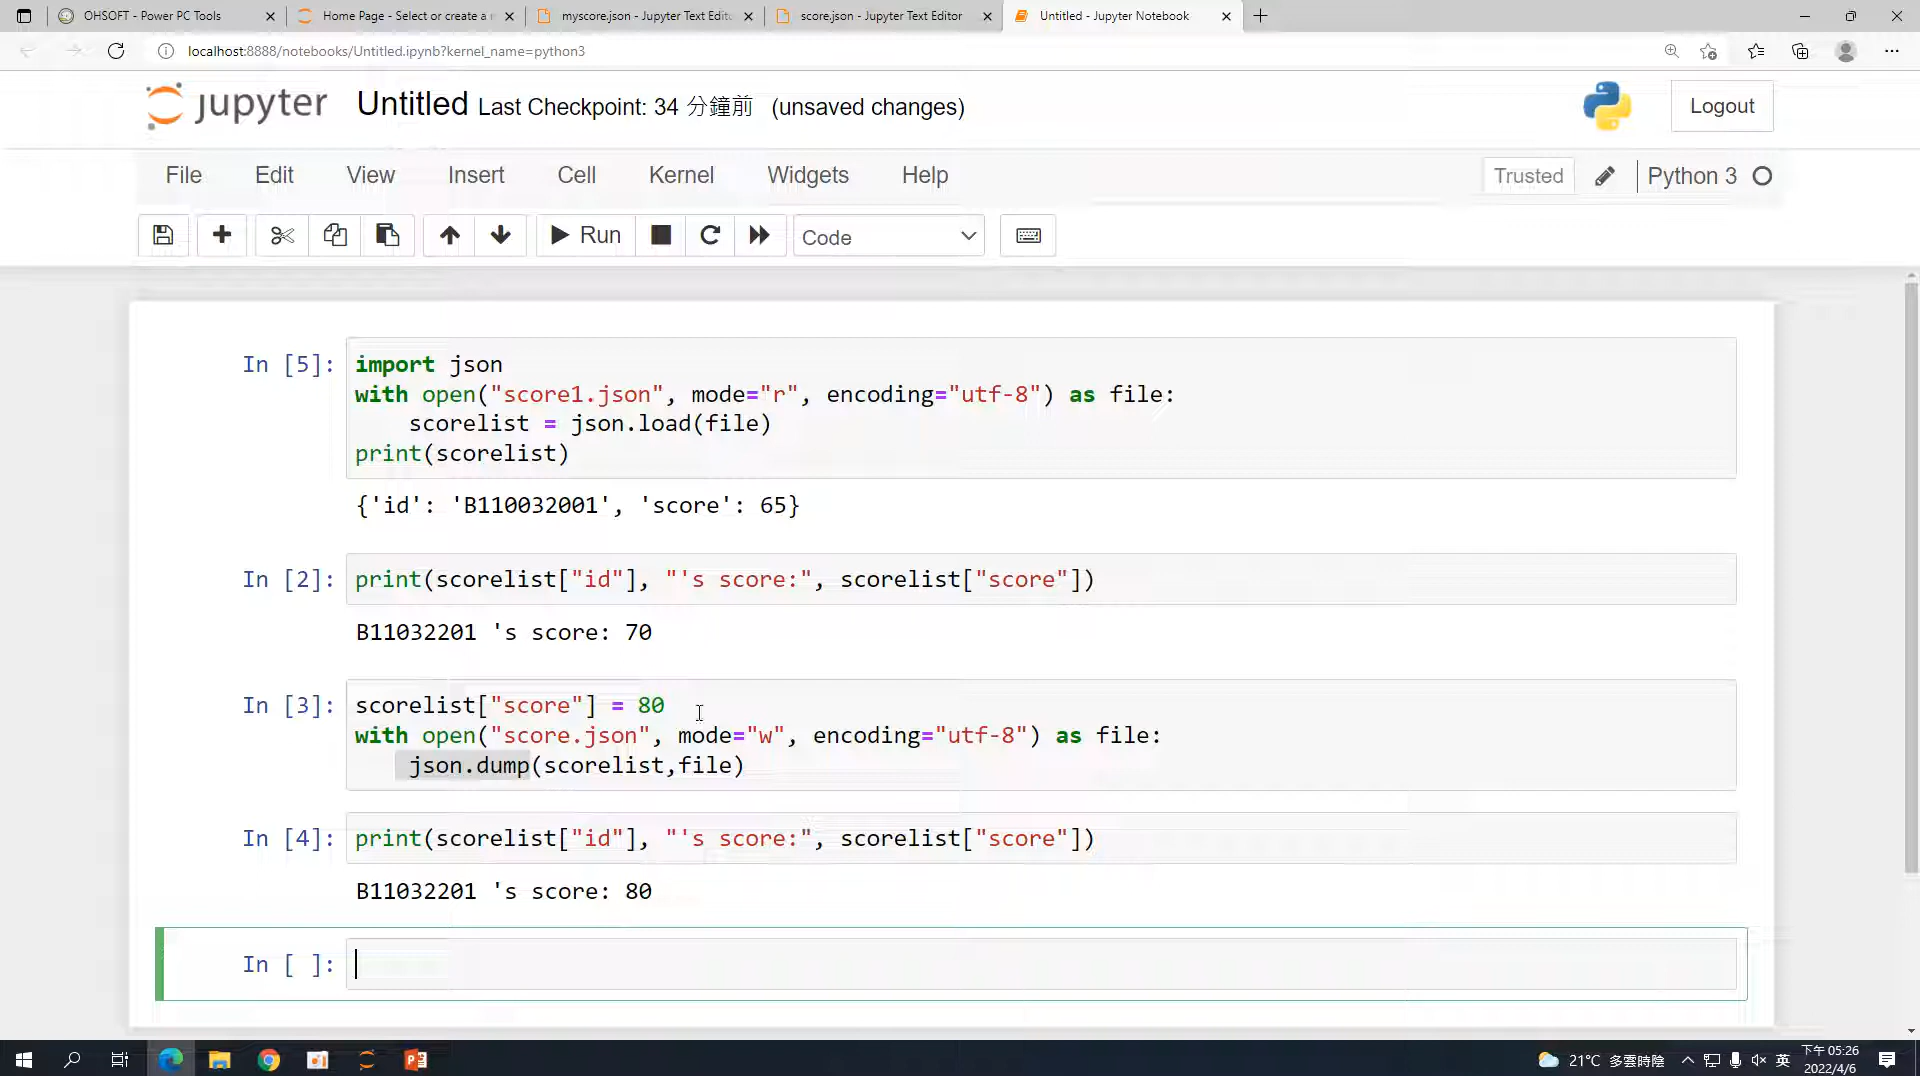 OHSOFT - Power PC Tools
Home Page - Select or create a n
myscore.json - Jupyter Text Edito
score.json - Jupyter Text Editor
Untitled - Jupyter Notebook
localhost:8888/notebooks/Untitled.ipynb?kernel_name=python3
jupyter Untitled Last Checkpoint: 34 分鐘前 (unsaved changes)
Logout
File Edit View Insert Cell Kernel Widgets Help
Trusted
Python 3
Run
Code
In [5]:
import json
with open("score1.json", mode="r", encoding="utf-8") as file:
    scorelist = json.load(file)
print(scorelist)
{'id': 'B110032001', 'score': 65}
In [2]:
print(scorelist["id"], "'s score:", scorelist["score"])
B11032201 's score: 70
In [3]:
scorelist["score"] = 80
with open("score.json", mode="w", encoding="utf-8") as file:
    json.dump(scorelist,file)
In [4]:
print(scorelist["id"], "'s score:", scorelist["score"])
B11032201 's score: 80
In [ ]:
21°C 多雲時陰
英
下午 05:26
2022/4/6